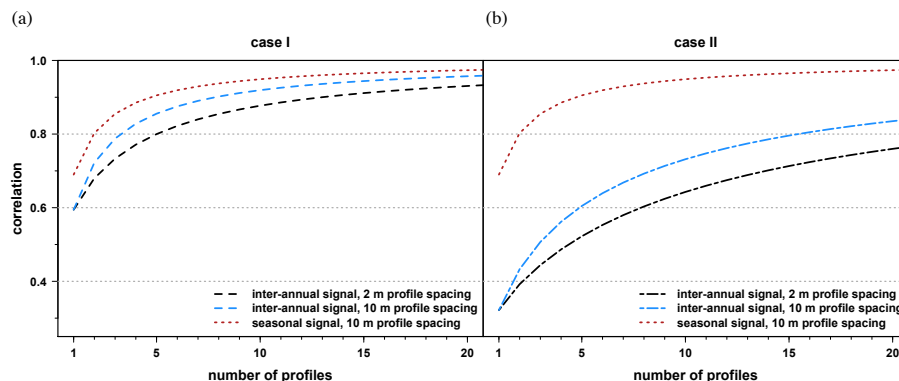 (a)
(b)
case I
case II
correlation
1.0
0.8
0.6
0.4
inter-annual signal, 2 m profile spacing
inter-annual signal, 10 m profile spacing
seasonal signal, 10 m profile spacing
inter-annual signal, 2 m profile spacing
inter-annual signal, 10 m profile spacing
seasonal signal, 10 m profile spacing
1 5 10 15 20
1 5 10 15 20
number of profiles
number of profiles